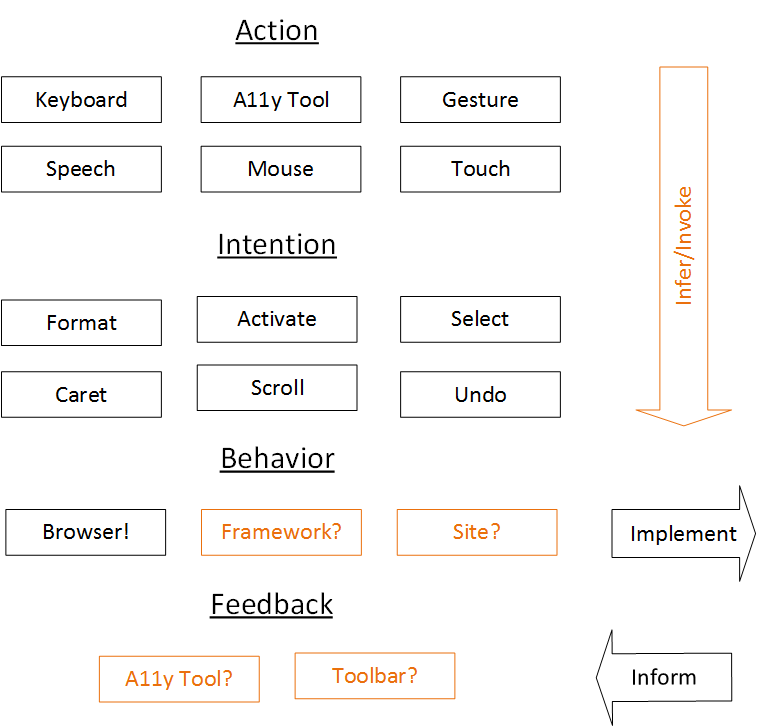 Action
Keyboard
A11y Tool
Gesture
Speech
Mouse
Touch
Infer/Invoke
Intention
Format
Activate
Select
Caret
Scroll
Undo
Behavior
Browser!
Framework?
Site?
Implement
Feedback
A11y Tool?
Toolbar?
Inform